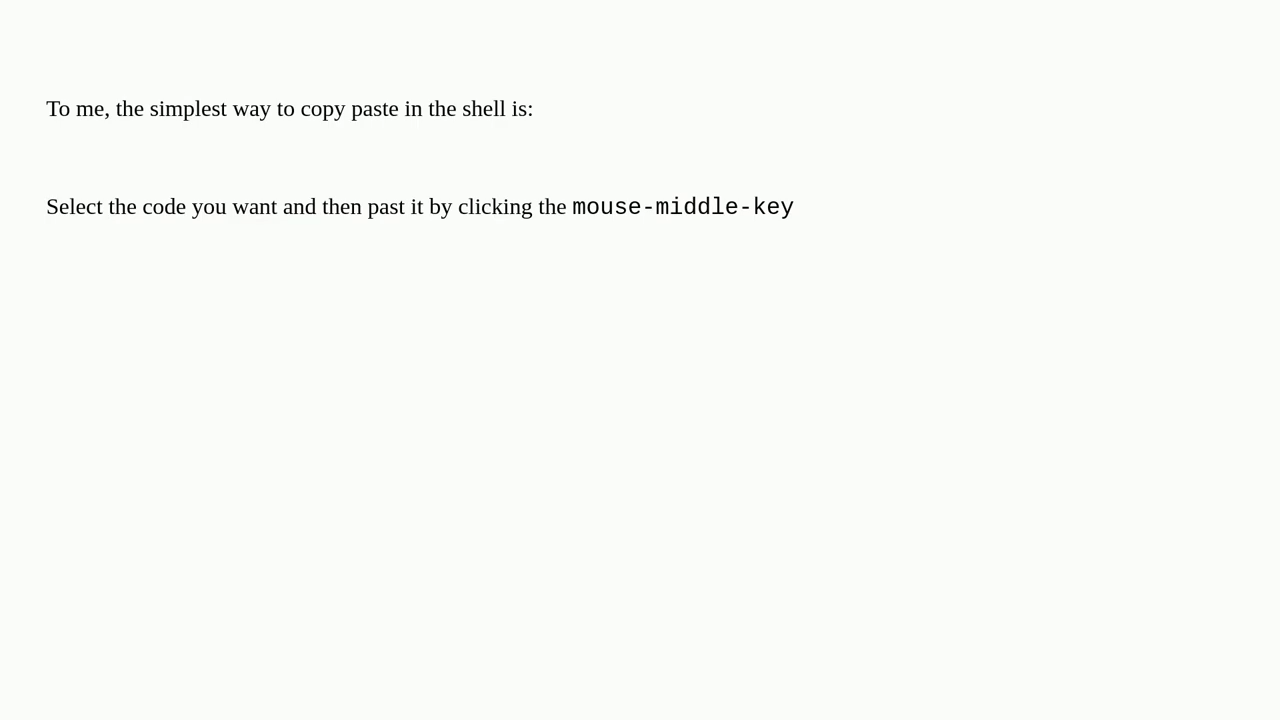 To me, the simplest way to copy paste in the shell is:
Select the code you want and then past it by clicking the mouse-middle-key